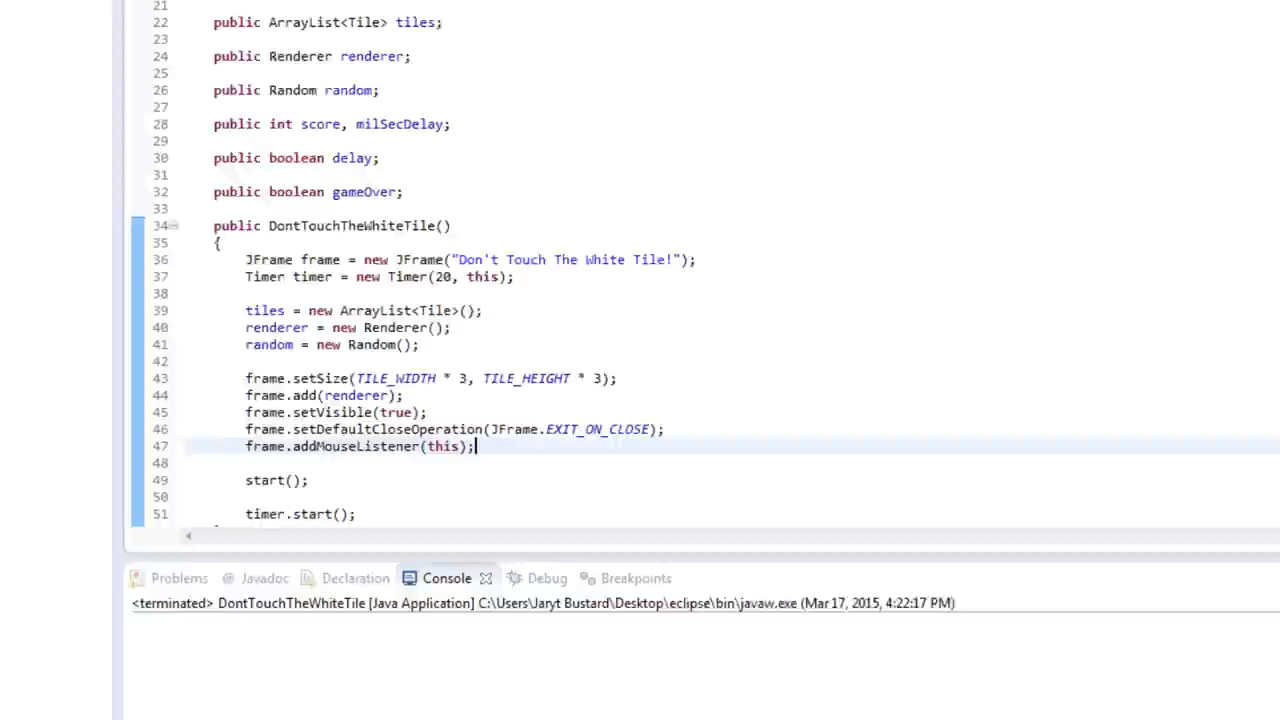 21
22 public ArrayList<Tile> tiles;
23
24 public Renderer renderer;
25
26 public Random random;
27
28 public int score, milSecDelay;
29
30 public boolean delay;
31
32 public boolean gameOver;
33
34 public DontTouchTheWhiteTile()
35 {
36 JFrame frame = new JFrame("Don't Touch The White Tile!");
37 Timer timer = new Timer(20, this);
38
39 tiles = new ArrayList<Tile>();
40 renderer = new Renderer();
41 random = new Random();
42
43 frame.setSize(TILE_WIDTH * 3, TILE_HEIGHT * 3);
44 frame.add(renderer);
45 frame.setVisible(true);
46 frame.setDefaultCloseOperation(JFrame.EXIT_ON_CLOSE);
47 frame.addMouseListener(this);
48
49 start();
50
51 timer.start();
Problems @ Javadoc Declaration Console Debug Breakpoints
<terminated> DontTouchTheWhiteTile [Java Application] C:\Users\Jaryt Bustard\Desktop\eclipse\bin\javaw.exe (Mar 17, 2015, 4:22:17 PM)